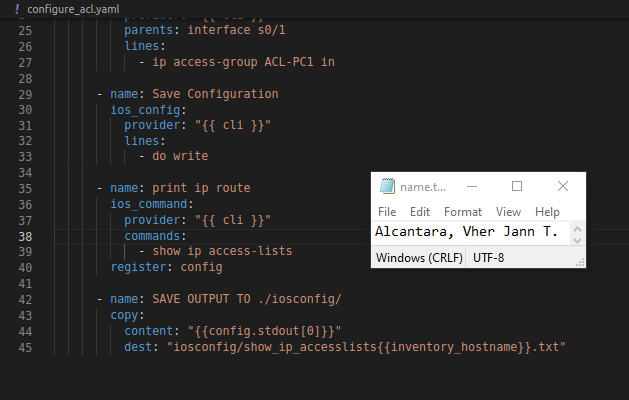 ! configure_acl.yaml
25 parents: interface s0/1
26 lines:
27 - ip access-group ACL-PC1 in
28
29 - name: Save Configuration
30 ios_config:
31 provider: "{{ cli }}"
32 lines:
33 - do write
34
35 - name: print ip route
36 ios_command:
37 provider: "{{ cli }}"
38 commands:
39 - show ip access-lists
40 register: config
41
42 - name: SAVE OUTPUT TO ./iosconfig/
43 copy:
44 content: "{{config.stdout[0]}}"
45 dest: "iosconfig/show_ip_accesslists{{inventory_hostname}}.txt"
name.t...
File Edit Format View Help
Alcantara, Vher Jann T.
Windows (CRLF) UTF-8